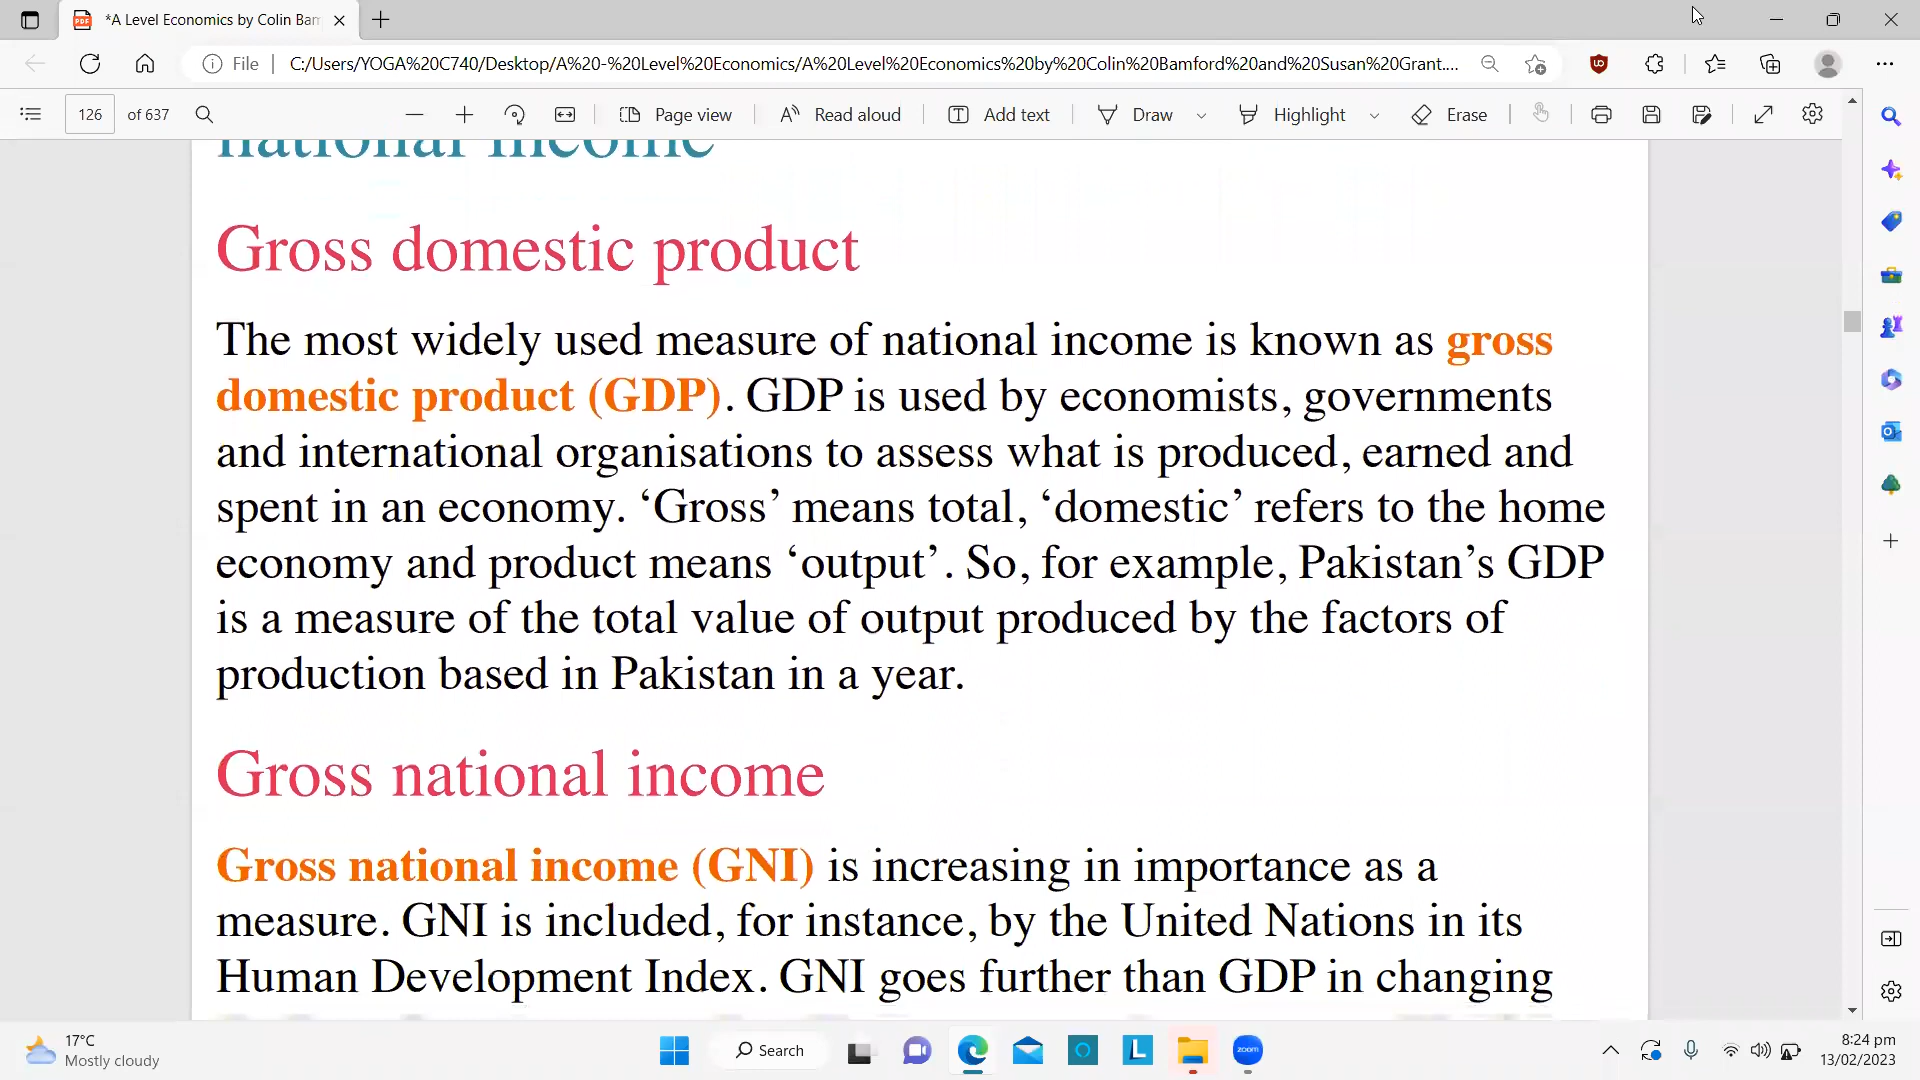 *A Level Economics by Colin Bam
File
C:/Users/YOGA%20C740/Desktop/A%20-%20Level%20Economics/A%20Level%20Economics%20by%20Colin%20Bamford%20and%20Susan%20Grant....
126 of 637
Page view
Read aloud
Add text
Draw
Highlight
Erase
national income
Gross domestic product
The most widely used measure of national income is known as gross
domestic product (GDP). GDP is used by economists, governments
and international organisations to assess what is produced, earned and
spent in an economy. ‘Gross’ means total, ‘domestic’ refers to the home
economy and product means ‘output’. So, for example, Pakistan’s GDP
is a measure of the total value of output produced by the factors of
production based in Pakistan in a year.
Gross national income
Gross national income (GNI) is increasing in importance as a
measure. GNI is included, for instance, by the United Nations in its
Human Development Index. GNI goes further than GDP in changing
17°C
Mostly cloudy
Search
zoom
8:24 pm
13/02/2023